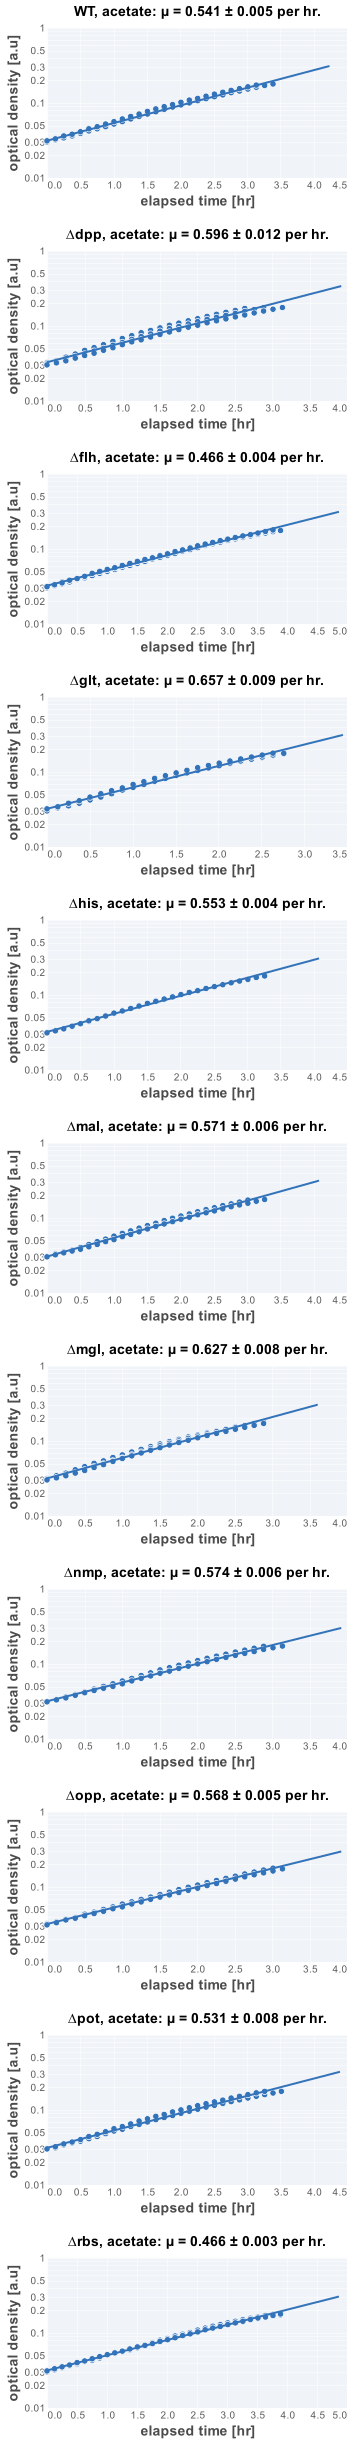 WT, acetate: μ = 0.541 ± 0.005 per hr.
optical density [a.u]
1
0.5
0.3
0.2
0.1
0.05
0.03
0.02
0.01
0.0 0.5 1.0 1.5 2.0 2.5 3.0 3.5 4.0 4.5
elapsed time [hr]
Δdpp, acetate: μ = 0.596 ± 0.012 per hr.
optical density [a.u]
1
0.5
0.3
0.2
0.1
0.05
0.03
0.02
0.01
0.0 0.5 1.0 1.5 2.0 2.5 3.0 3.5 4.0
elapsed time [hr]
Δflh, acetate: μ = 0.466 ± 0.004 per hr.
optical density [a.u]
1
0.5
0.3
0.2
0.1
0.05
0.03
0.02
0.01
0.0 0.5 1.0 1.5 2.0 2.5 3.0 3.5 4.0 4.5 5.0
elapsed time [hr]
Δglt, acetate: μ = 0.657 ± 0.009 per hr.
optical density [a.u]
1
0.5
0.3
0.2
0.1
0.05
0.03
0.02
0.01
0.0 0.5 1.0 1.5 2.0 2.5 3.0 3.5
elapsed time [hr]
Δhis, acetate: μ = 0.553 ± 0.004 per hr.
optical density [a.u]
1
0.5
0.3
0.2
0.1
0.05
0.03
0.02
0.01
0.0 0.5 1.0 1.5 2.0 2.5 3.0 3.5 4.0 4.5
elapsed time [hr]
Δmal, acetate: μ = 0.571 ± 0.006 per hr.
optical density [a.u]
1
0.5
0.3
0.2
0.1
0.05
0.03
0.02
0.01
0.0 0.5 1.0 1.5 2.0 2.5 3.0 3.5 4.0 4.5
elapsed time [hr]
Δmgl, acetate: μ = 0.627 ± 0.008 per hr.
optical density [a.u]
1
0.5
0.3
0.2
0.1
0.05
0.03
0.02
0.01
0.0 0.5 1.0 1.5 2.0 2.5 3.0 3.5 4.0
elapsed time [hr]
Δnmp, acetate: μ = 0.574 ± 0.006 per hr.
optical density [a.u]
1
0.5
0.3
0.2
0.1
0.05
0.03
0.02
0.01
0.0 0.5 1.0 1.5 2.0 2.5 3.0 3.5 4.0
elapsed time [hr]
Δopp, acetate: μ = 0.568 ± 0.005 per hr.
optical density [a.u]
1
0.5
0.3
0.2
0.1
0.05
0.03
0.02
0.01
0.0 0.5 1.0 1.5 2.0 2.5 3.0 3.5 4.0
elapsed time [hr]
Δpot, acetate: μ = 0.531 ± 0.008 per hr.
optical density [a.u]
1
0.5
0.3
0.2
0.1
0.05
0.03
0.02
0.01
0.0 0.5 1.0 1.5 2.0 2.5 3.0 3.5 4.0 4.5
elapsed time [hr]
Δrbs, acetate: μ = 0.466 ± 0.003 per hr.
optical density [a.u]
1
0.5
0.3
0.2
0.1
0.05
0.03
0.02
0.01
0.0 0.5 1.0 1.5 2.0 2.5 3.0 3.5 4.0 4.5 5.0
elapsed time [hr]